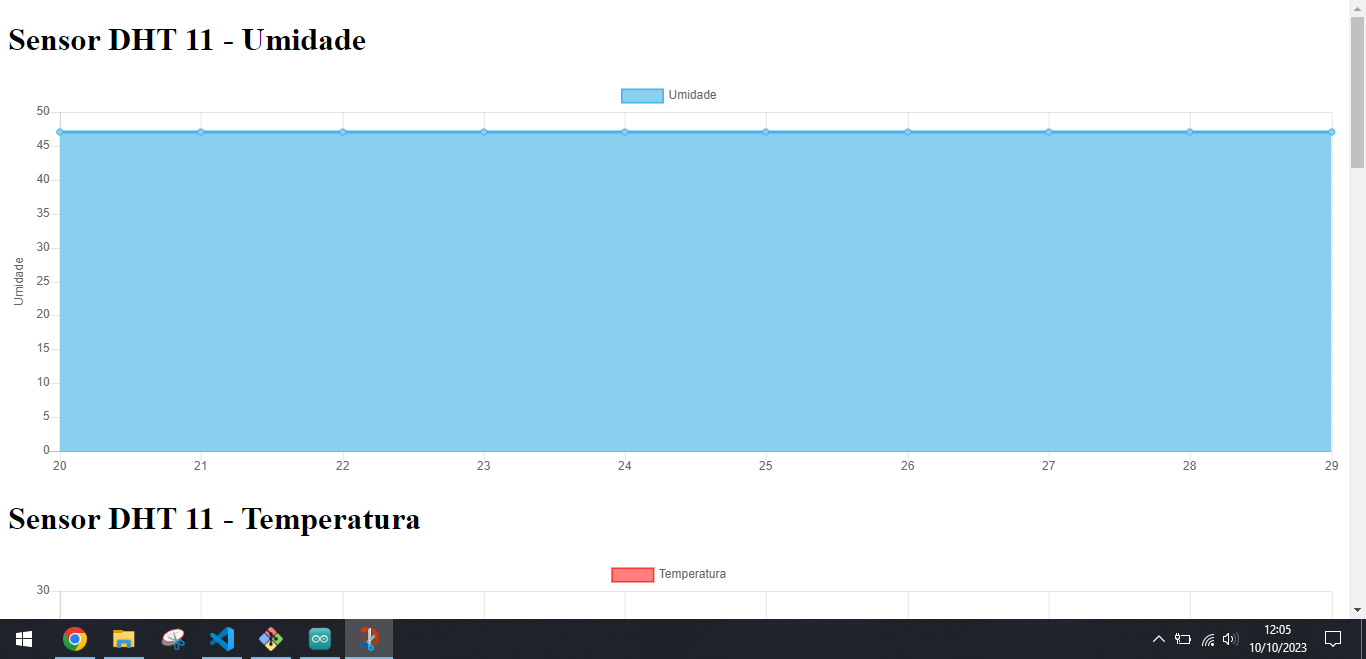 Sensor DHT 11 - Umidade
Umidade
50
45
40
35
30
25
20
15
10
5
0
Umidade
20 21 22 23 24 25 26 27 28 29
Sensor DHT 11 - Temperatura
Temperatura
30
12:05
10/10/2023